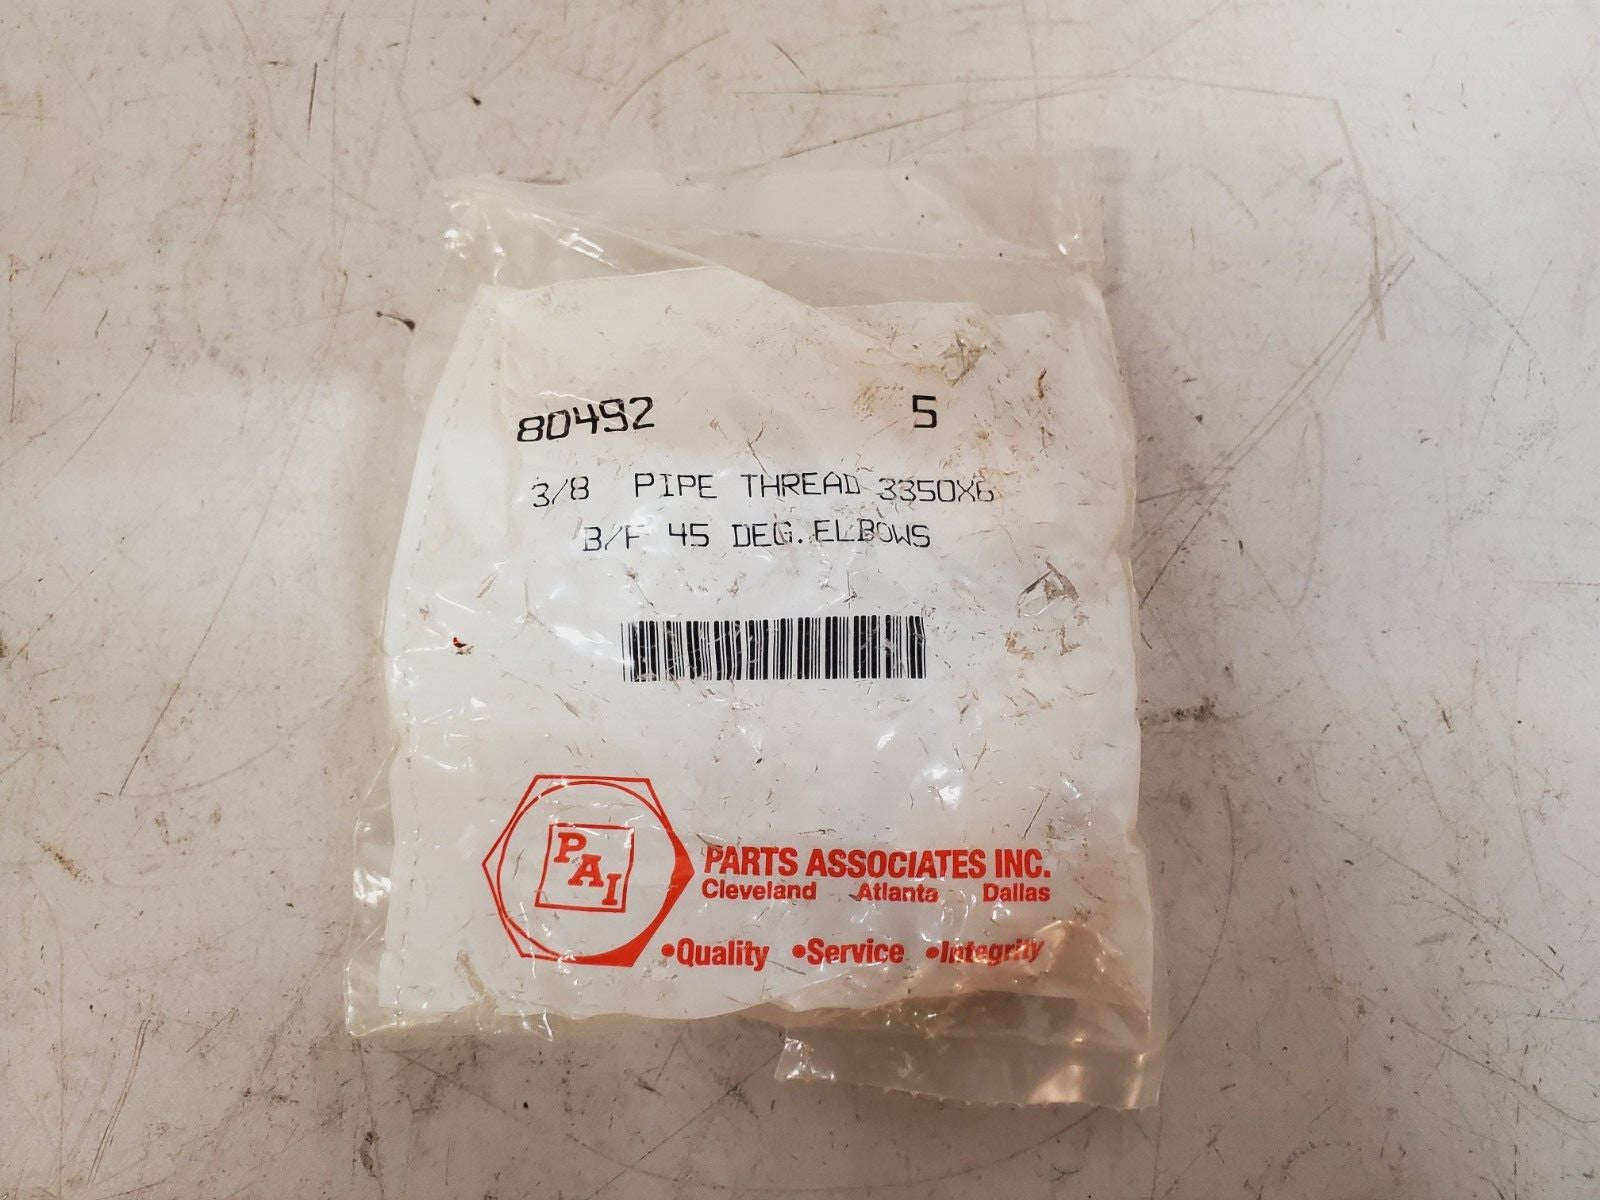 80492 5
3/8 PIPE THREAD 3350X6
B/F 45 DEG. ELBOWS
PAI
PARTS ASSOCIATES INC.
Cleveland Atlanta Dallas
•Quality •Service •Integrity